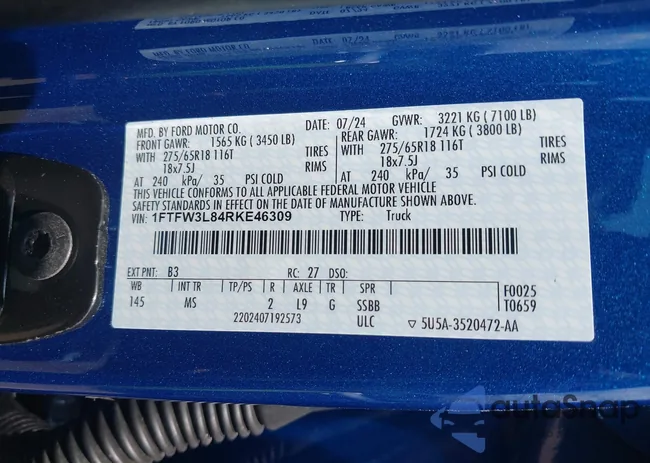 MFD. BY FORD MOTOR CO. DATE: 07/24 GVWR: 3221 KG ( 7100 LB)
FRONT GAWR: 1565 KG ( 3450 LB) REAR GAWR: 1724 KG ( 3800 LB)
WITH 275/65R18 116T TIRES WITH 275/65R18 116T TIRES
18x7.5J RIMS 18x7.5J RIMS
AT 240 kPa/ 35 PSI COLD AT 240 kPa/ 35 PSI COLD
THIS VEHICLE CONFORMS TO ALL APPLICABLE FEDERAL MOTOR VEHICLE
SAFETY STANDARDS IN EFFECT ON THE DATE OF MANUFACTURE SHOWN ABOVE.
VIN: 1FTFW3L84RKE46309 TYPE: Truck
EXT PNT: B3 RC: 27 DSO:
WB INT TR TP/PS R AXLE TR SPR F0025
145 MS 2 L9 G SSBB T0659
2202407192573 ULC ▽ 5U5A-3520472-AA
autoSnap